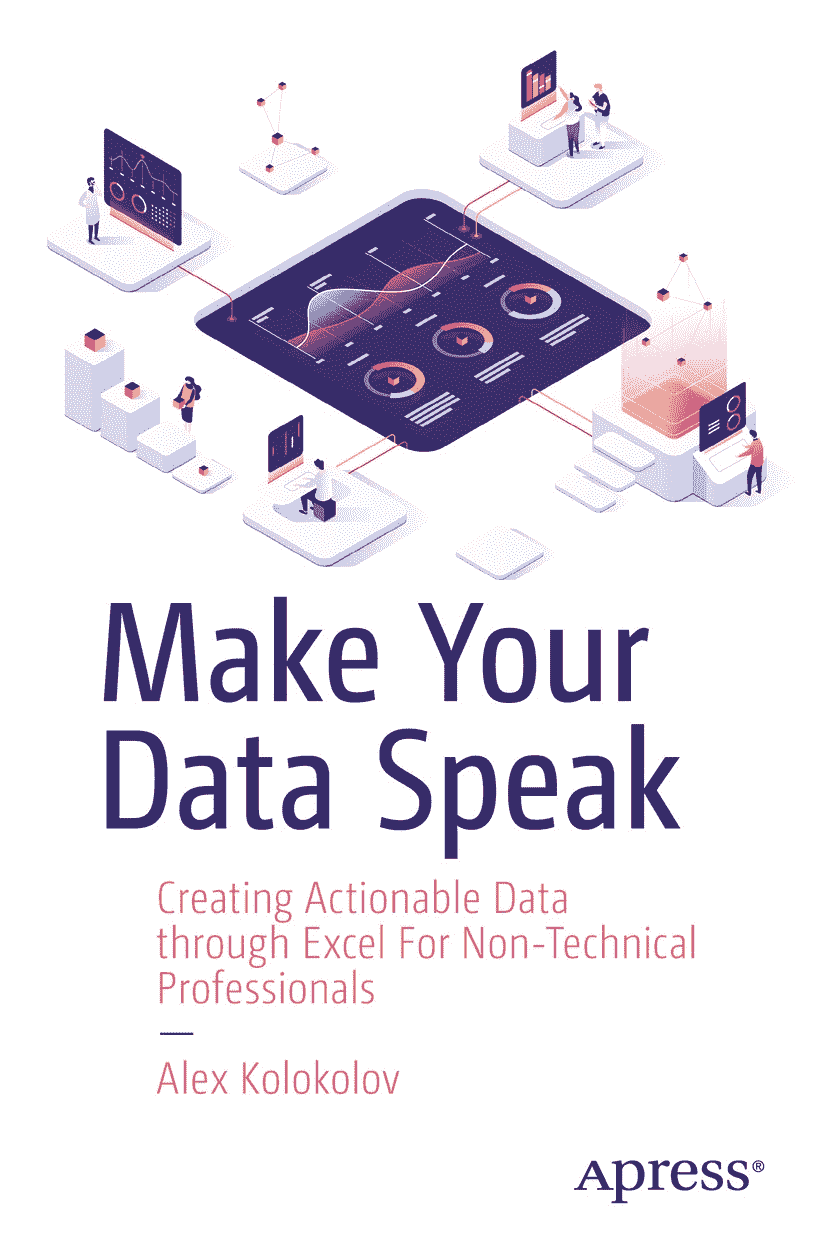 Make Your
Data Speak
Creating Actionable Data
through Excel For Non-Technical
Professionals
Alex Kolokolov
Apress®